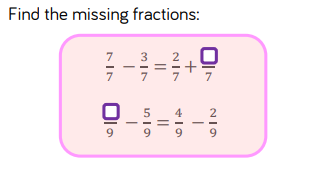 Find the missing fractions:
7/7 − 3/7 = 2/7 + □/7
□/9 − 5/9 = 4/9 − 2/9